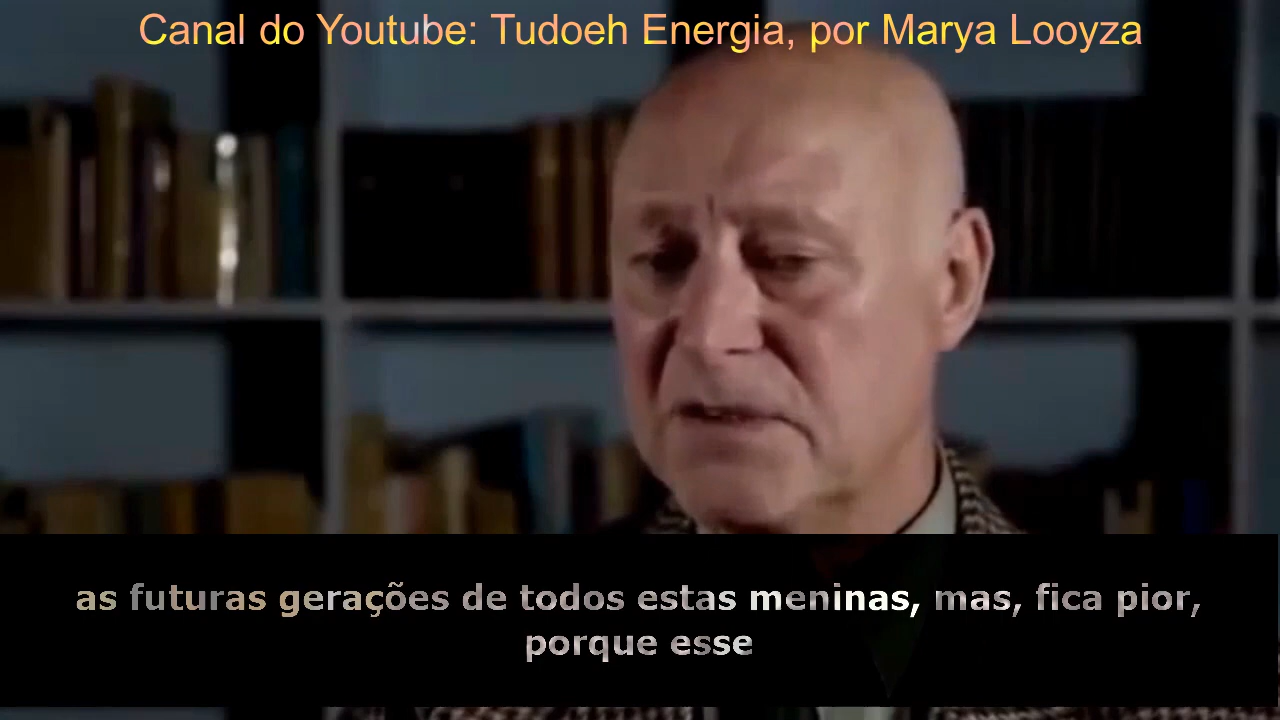 Canal do Youtube: Tudoeh Energia, por Marya Looyza
as futuras gerações de todos estas meninas, mas, fica pior,
porque esse